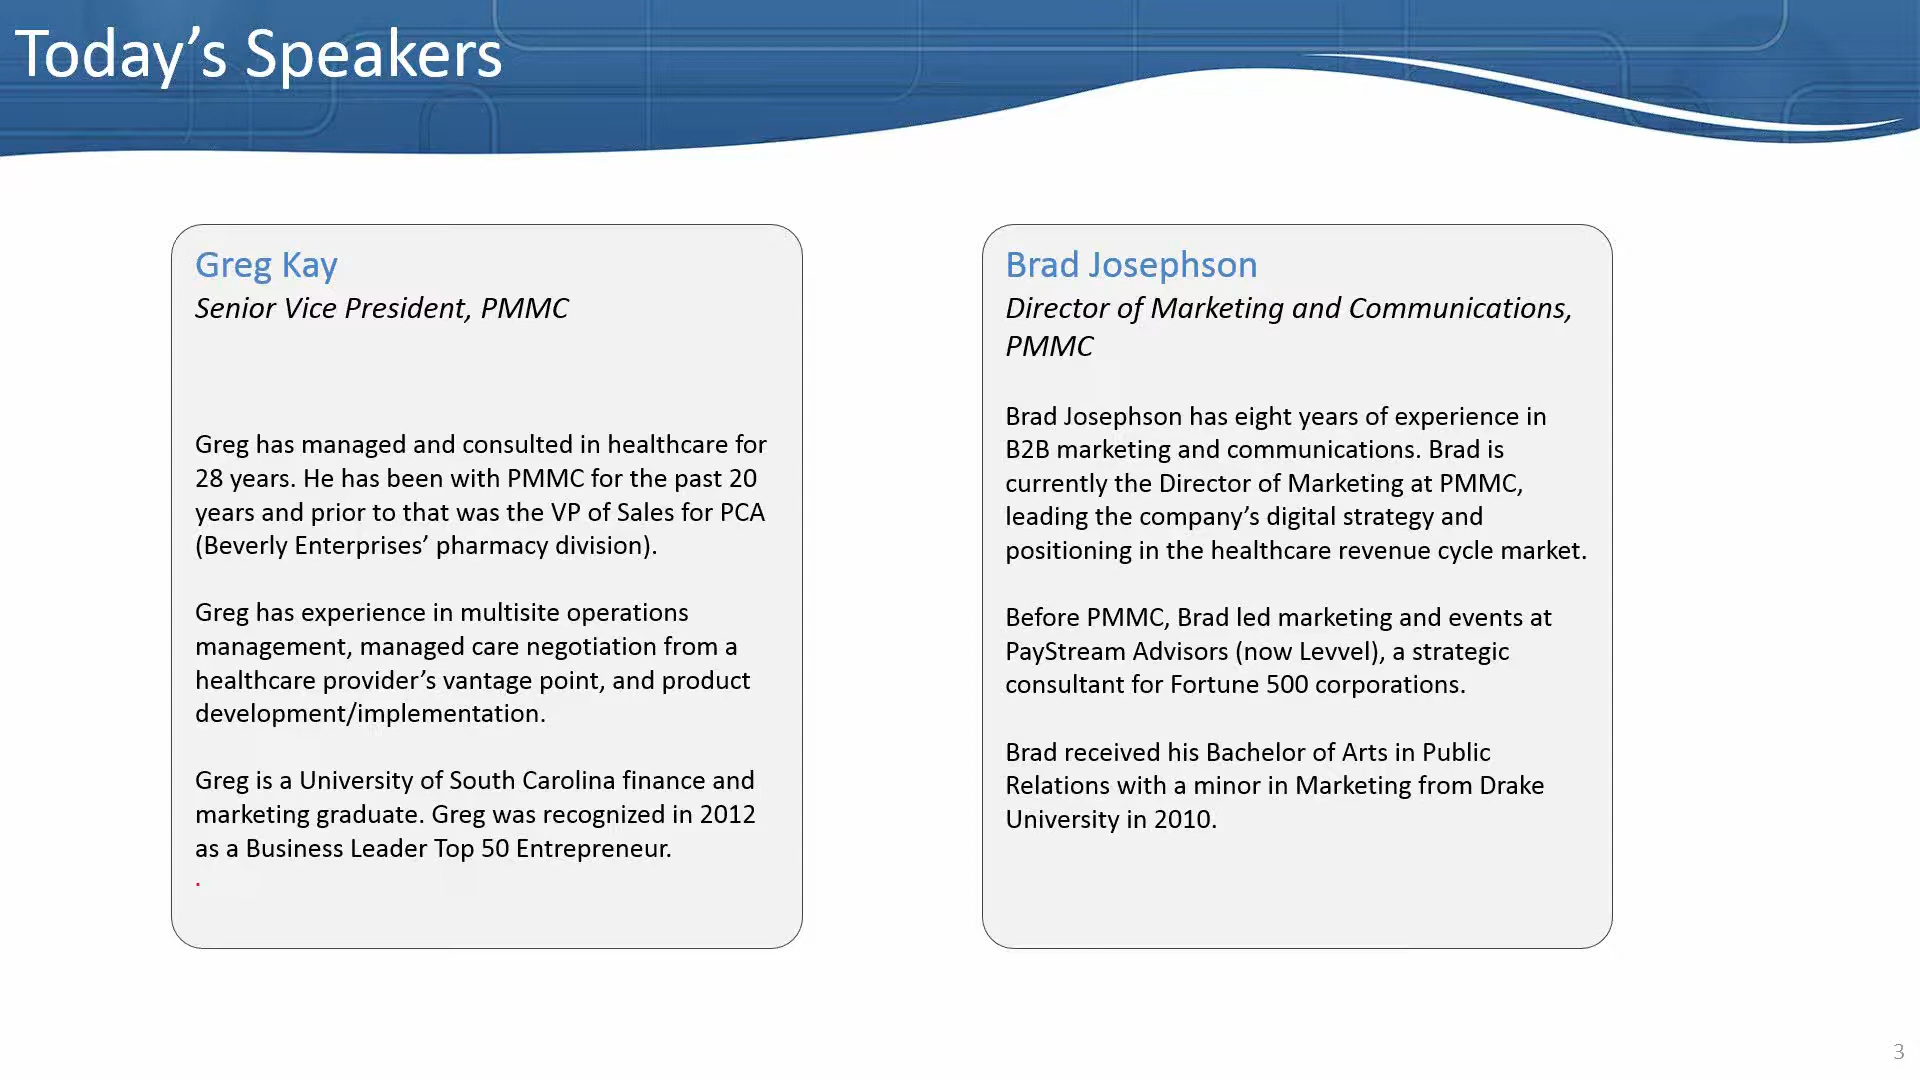 Today’s Speakers
Greg Kay
Senior Vice President, PMMC
Greg has managed and consulted in healthcare for
28 years. He has been with PMMC for the past 20
years and prior to that was the VP of Sales for PCA
(Beverly Enterprises’ pharmacy division).
Greg has experience in multisite operations
management, managed care negotiation from a
healthcare provider’s vantage point, and product
development/implementation.
Greg is a University of South Carolina finance and
marketing graduate. Greg was recognized in 2012
as a Business Leader Top 50 Entrepreneur.
.
Brad Josephson
Director of Marketing and Communications,
PMMC
Brad Josephson has eight years of experience in
B2B marketing and communications. Brad is
currently the Director of Marketing at PMMC,
leading the company’s digital strategy and
positioning in the healthcare revenue cycle market.
Before PMMC, Brad led marketing and events at
PayStream Advisors (now Levvel), a strategic
consultant for Fortune 500 corporations.
Brad received his Bachelor of Arts in Public
Relations with a minor in Marketing from Drake
University in 2010.
3